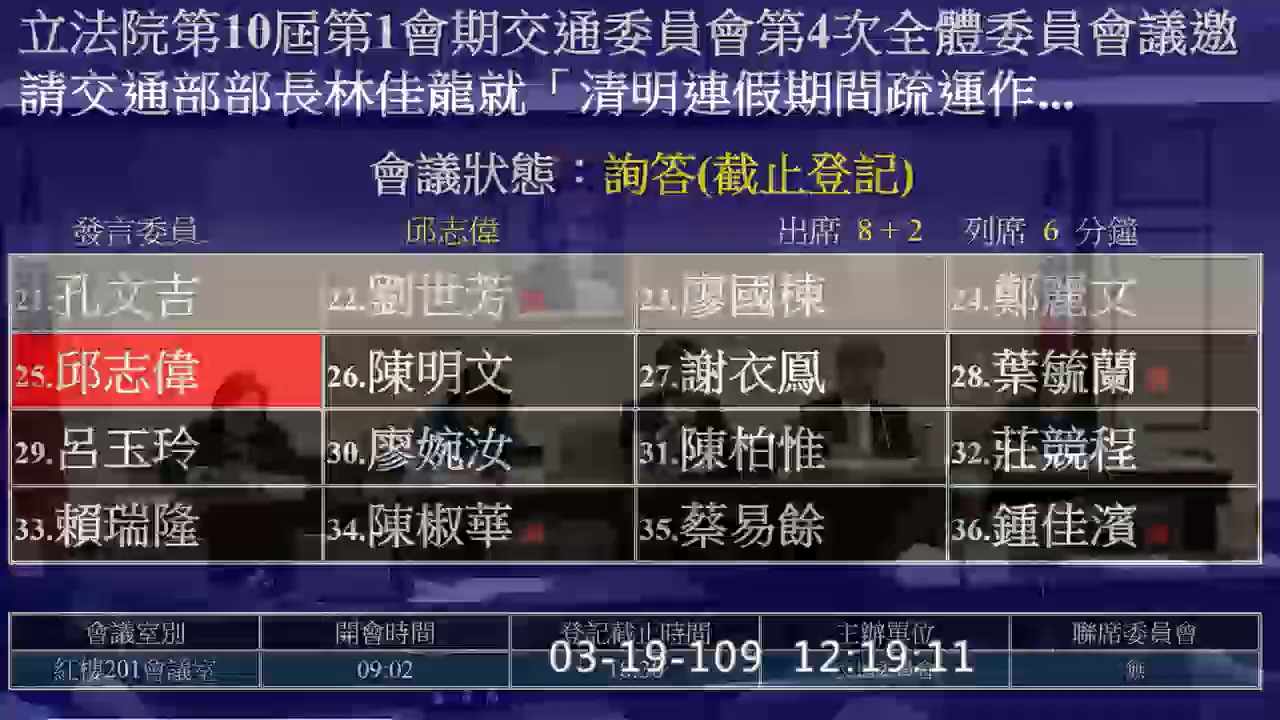 立法院第10屆第1會期交通委員會第4次全體委員會議邀
請交通部部長林佳龍就「清明連假期間疏運作...
會議狀態：詢答(截止登記)
發言委員 邱志偉 出席 8+2 列席 6 分鐘
21.孔文吉 22.劉世芳 23.廖國棟 24.鄭麗文
25.邱志偉 26.陳明文 27.謝衣鳳 28.葉毓蘭
29.呂玉玲 30.廖婉汝 31.陳柏惟 32.莊競程
33.賴瑞隆 34.陳椒華 35.蔡易餘 36.鍾佳濱
會議室別 開會時間 登記截止時間 主辦單位 聯席委員會
03-19-109 12:19:11
紅樓201會議室 09:02 無